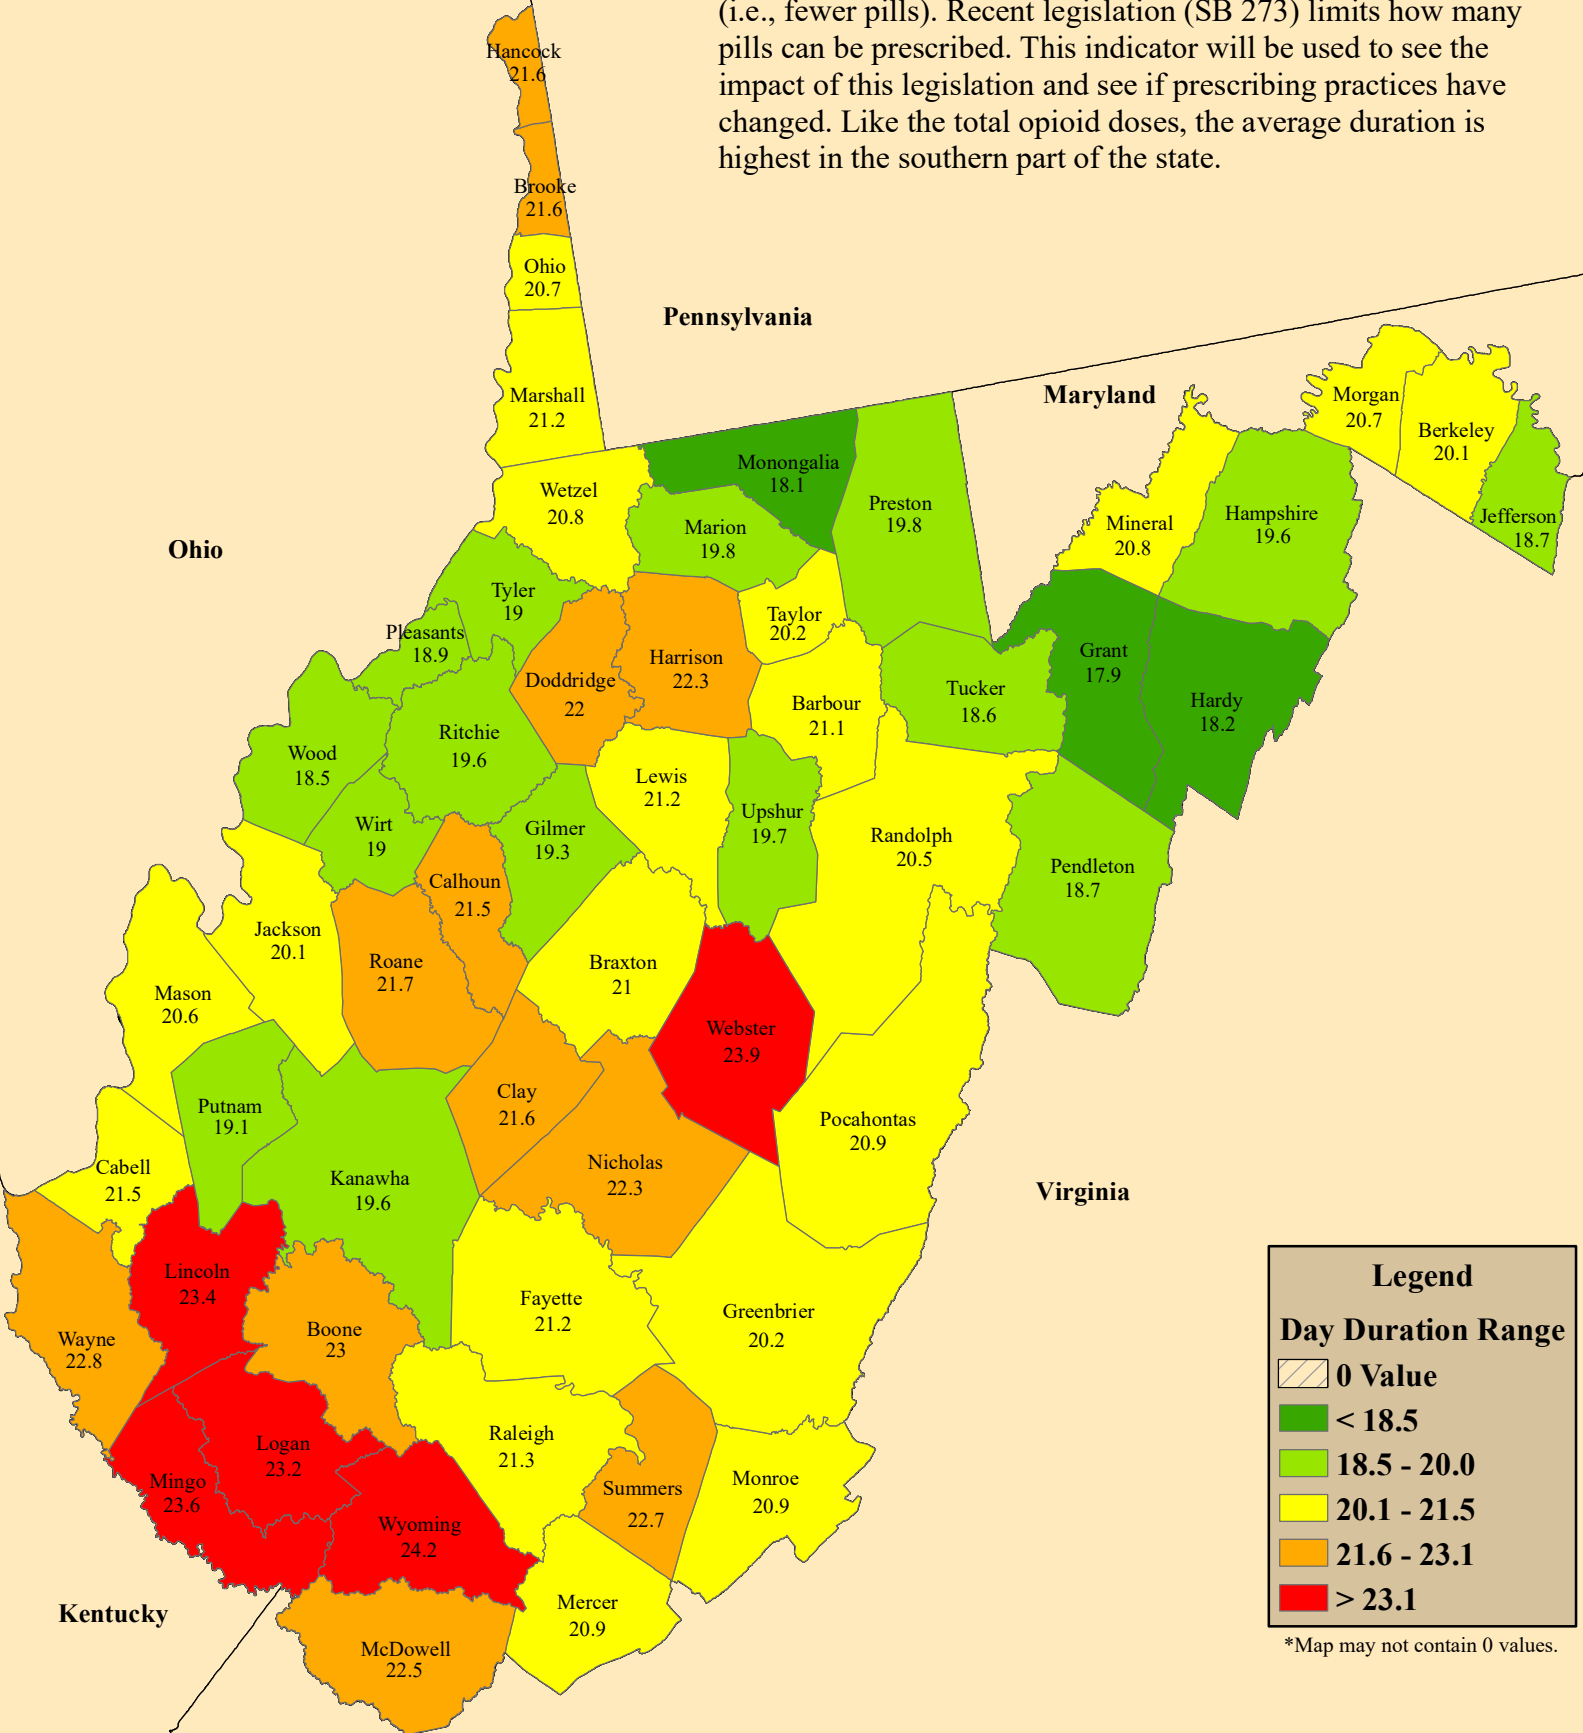 (i.e., fewer pills). Recent legislation (SB 273) limits how many
pills can be prescribed. This indicator will be used to see the
impact of this legislation and see if prescribing practices have
changed. Like the total opioid doses, the average duration is
highest in the southern part of the state.
Hancock
21.6
Brooke
21.6
Ohio
20.7
Pennsylvania
Marshall
21.2
Maryland
Morgan
20.7
Berkeley
20.1
Jefferson
18.7
Monongalia
18.1
Wetzel
20.8
Marion
19.8
Preston
19.8
Mineral
20.8
Hampshire
19.6
Ohio
Tyler
19
Pleasants
18.9
Taylor
20.2
Harrison
22.3
Doddridge
22
Grant
17.9
Hardy
18.2
Tucker
18.6
Barbour
21.1
Ritchie
19.6
Wood
18.5
Lewis
21.2
Upshur
19.7
Wirt
19
Gilmer
19.3
Randolph
20.5
Pendleton
18.7
Calhoun
21.5
Jackson
20.1
Roane
21.7
Braxton
21
Mason
20.6
Webster
23.9
Clay
21.6
Putnam
19.1
Pocahontas
20.9
Cabell
21.5
Kanawha
19.6
Nicholas
22.3
Virginia
Lincoln
23.4
Fayette
21.2
Greenbrier
20.2
Wayne
22.8
Boone
23
Raleigh
21.3
Logan
23.2
Mingo
23.6
Summers
22.7
Monroe
20.9
Wyoming
24.2
Mercer
20.9
Kentucky
McDowell
22.5
Legend
Day Duration Range
0 Value
< 18.5
18.5 - 20.0
20.1 - 21.5
21.6 - 23.1
> 23.1
*Map may not contain 0 values.